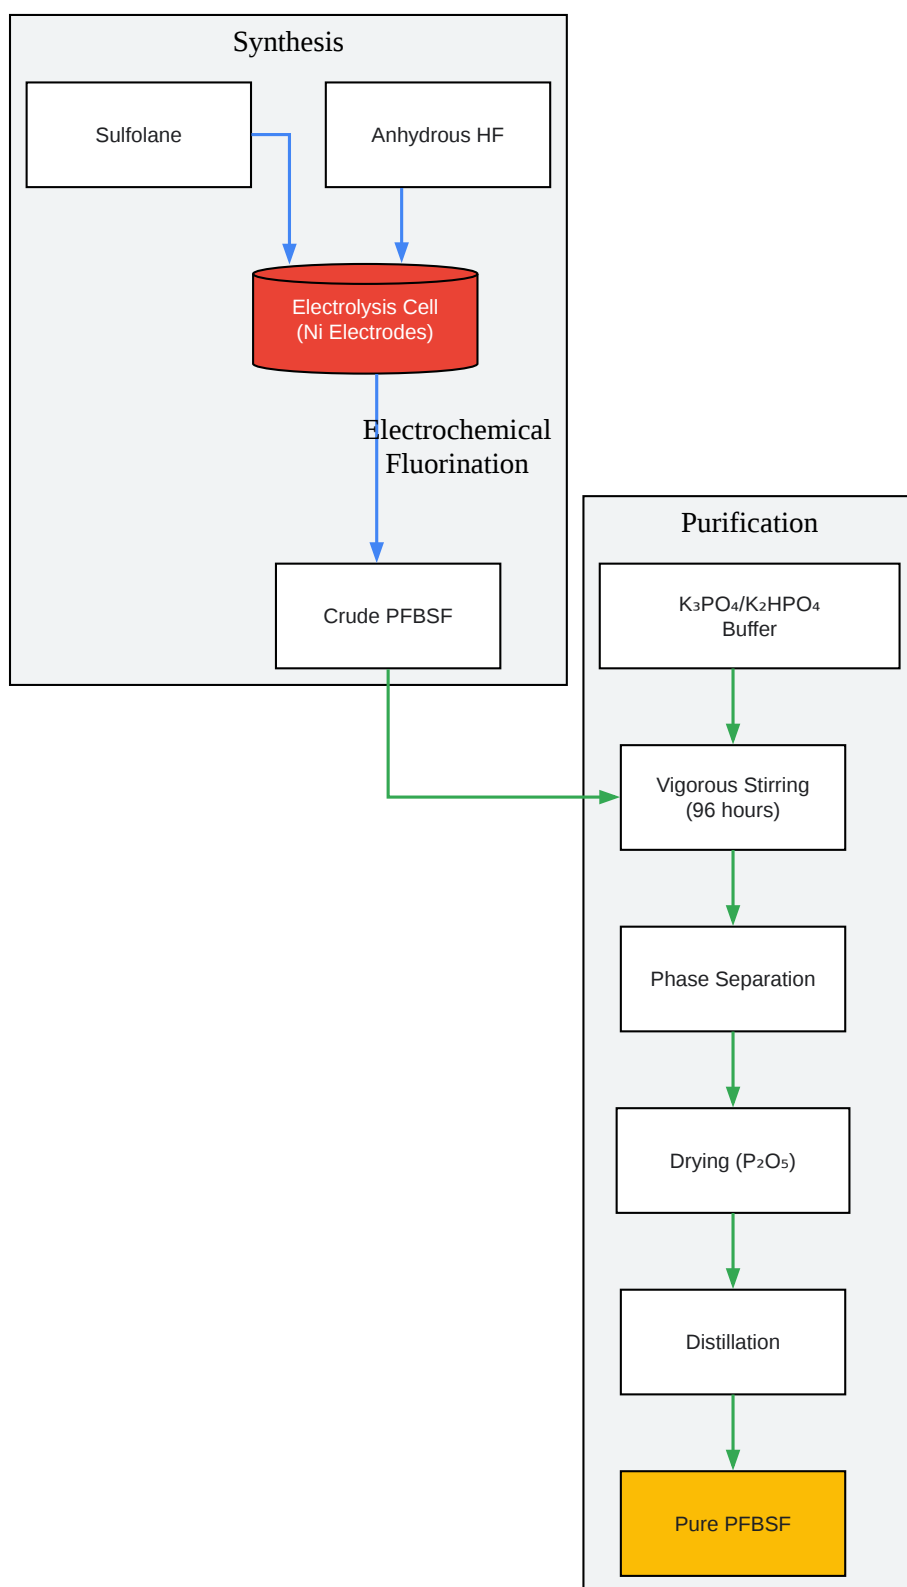 Synthesis
Sulfolane
Anhydrous HF
Electrolysis Cell
(Ni Electrodes)
Electrochemical
Fluorination
Crude PFBSF
Purification
K₃PO₄/K₂HPO₄
Buffer
Vigorous Stirring
(96 hours)
Phase Separation
Drying (P₂O₅)
Distillation
Pure PFBSF